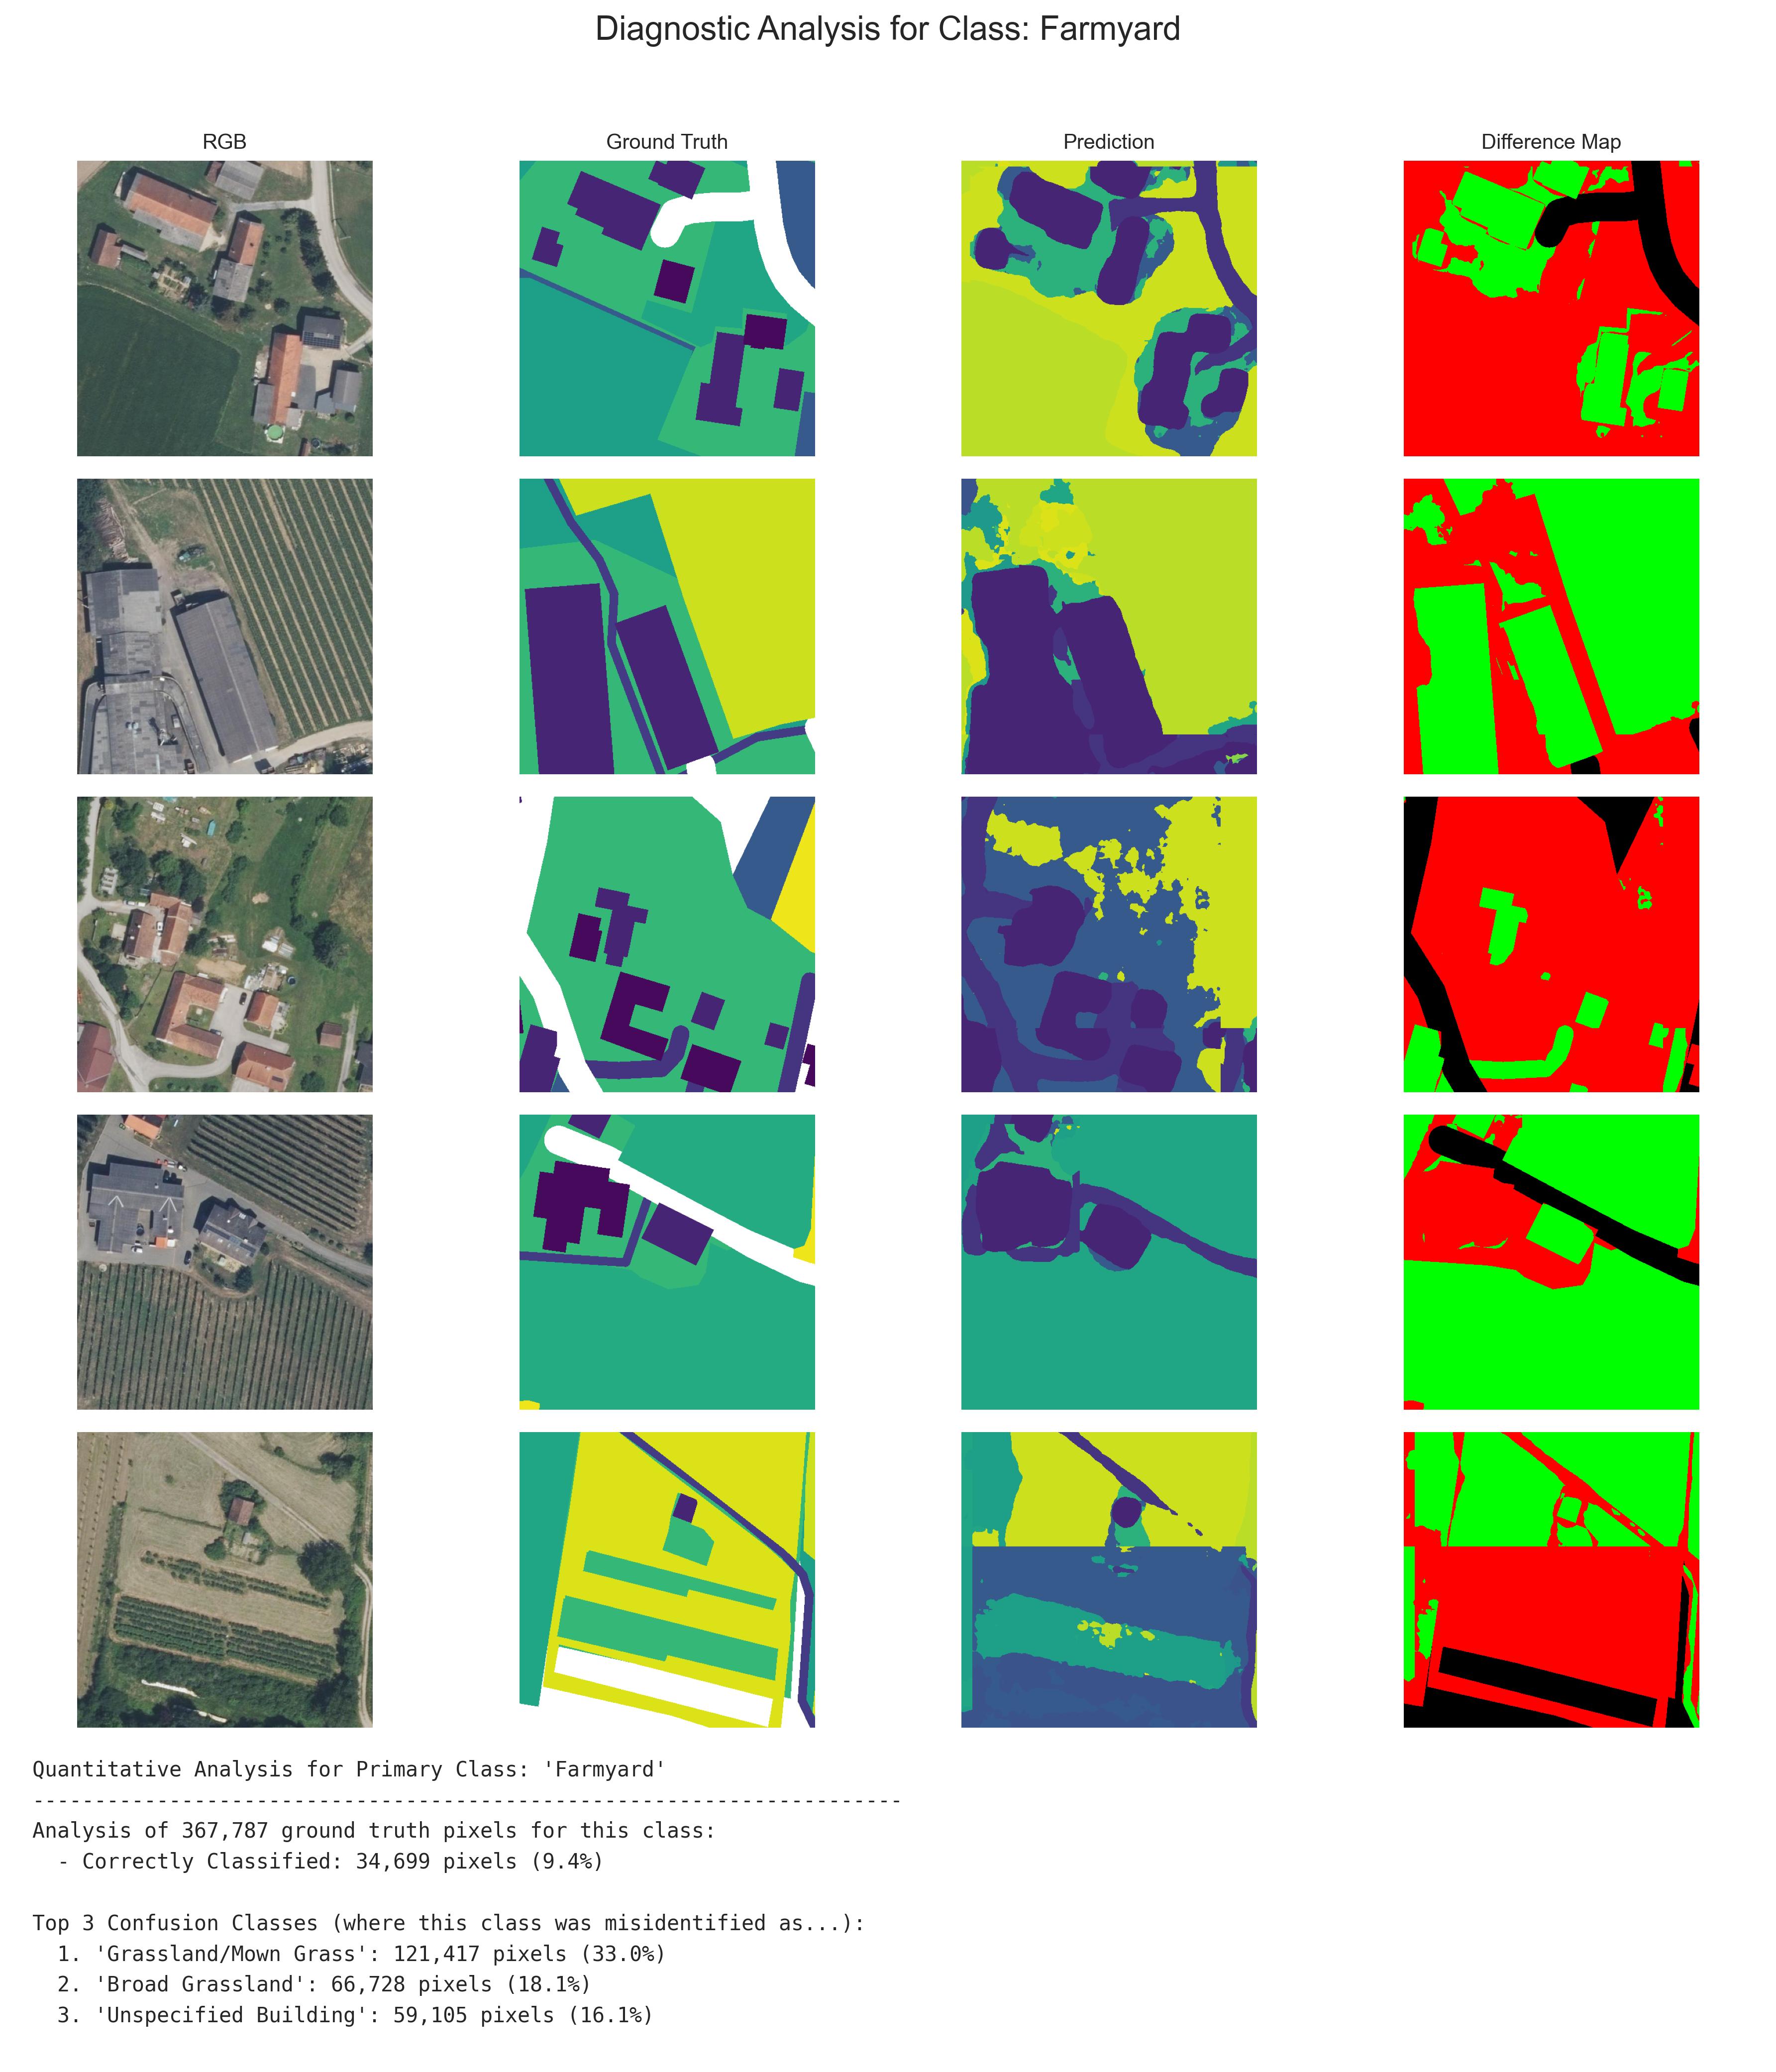 Diagnostic Analysis for Class: Farmyard
RGB
Ground Truth
Prediction
Difference Map
Quantitative Analysis for Primary Class: 'Farmyard'
----------------------------------------------------------------------
Analysis of 367,787 ground truth pixels for this class:
- Correctly Classified: 34,699 pixels (9.4%)
Top 3 Confusion Classes (where this class was misidentified as...):
1. 'Grassland/Mown Grass': 121,417 pixels (33.0%)
2. 'Broad Grassland': 66,728 pixels (18.1%)
3. 'Unspecified Building': 59,105 pixels (16.1%)